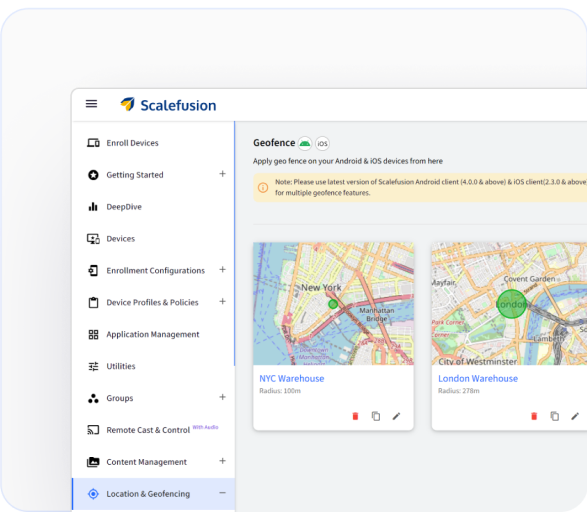 Scalefusion
Enroll Devices
Getting Started
DeepDive
Devices
Enrollment Configurations
Device Profiles & Policies
Application Management
Utilities
Groups
Remote Cast & Control With Audio
Content Management
Location & Geofencing
Geofence iOS
Apply geo fence on your Android & iOS devices from here
Note: Please use latest version of Scalefusion Android client (4.0.0 & above) & iOS client(2.3.0 & above
for multiple geofence features.
New York
Manhattan
Bridge
Downtown
Manhattan
NYC Warehouse
Radius: 100m
Mayfair
Covent Garden
London
Park Corner
Lambeth
City of Westminster
London Warehouse
Radius: 278m